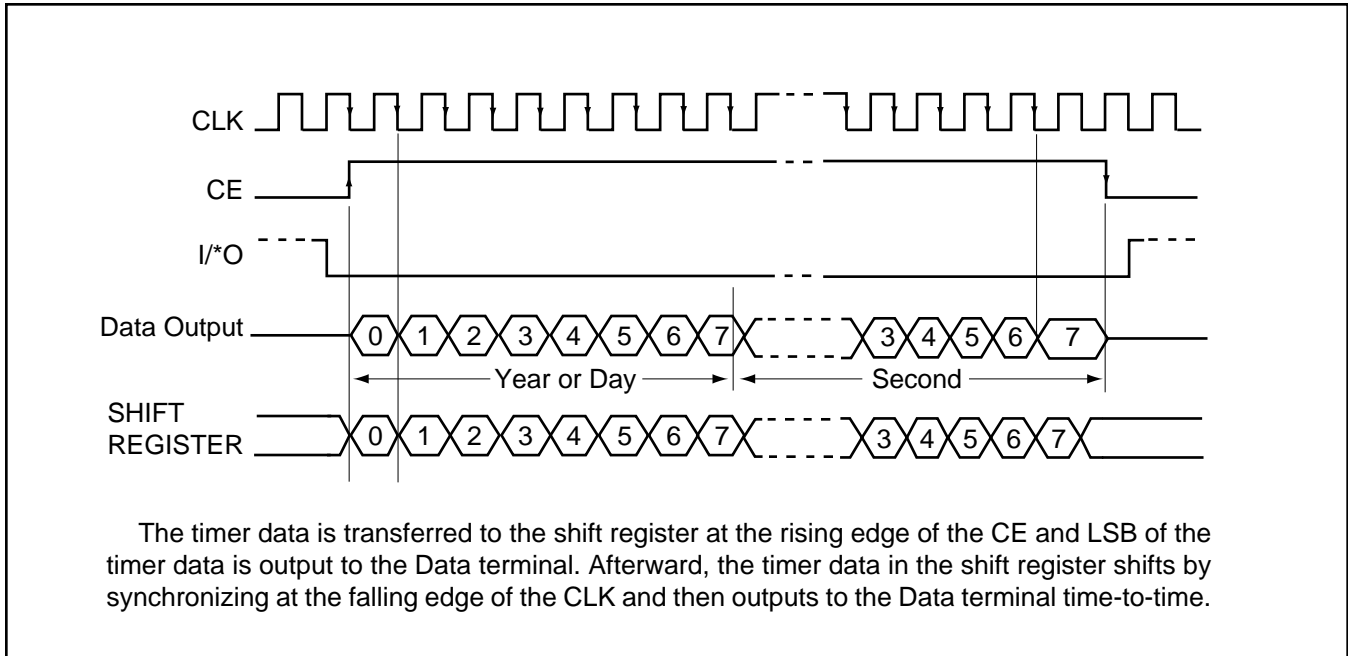 CLK
CE
I/*O
Data Output 0 1 2 3 4 5 6 7 3 4 5 6 7
Year or Day Second
SHIFT
REGISTER 0 1 2 3 4 5 6 7 3 4 5 6 7
The timer data is transferred to the shift register at the rising edge of the CE and LSB of the
timer data is output to the Data terminal. Afterward, the timer data in the shift register shifts by
synchronizing at the falling edge of the CLK and then outputs to the Data terminal time-to-time.